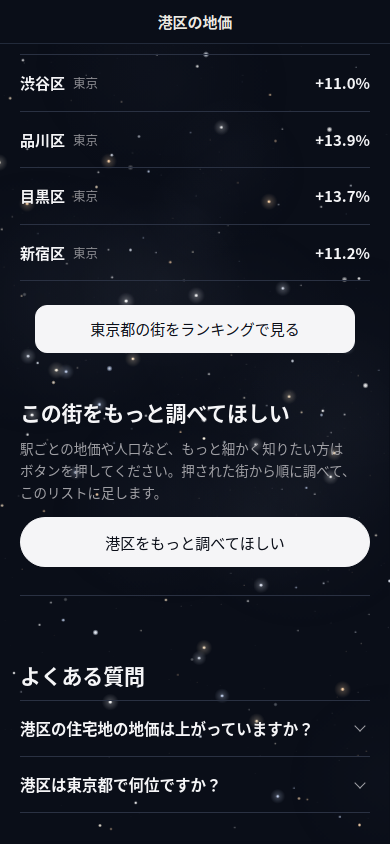 港区の地価
渋谷区 東京 +11.0%
品川区 東京 +13.9%
目黒区 東京 +13.7%
新宿区 東京 +11.2%
東京都の街をランキングで見る
この街をもっと調べてほしい
駅ごとの地価や人口など、もっと細かく知りたい方は
ボタンを押してください。押された街から順に調べて、
このリストに足します。
港区をもっと調べてほしい
よくある質問
港区の住宅地の地価は上がっていますか？
港区は東京都で何位ですか？